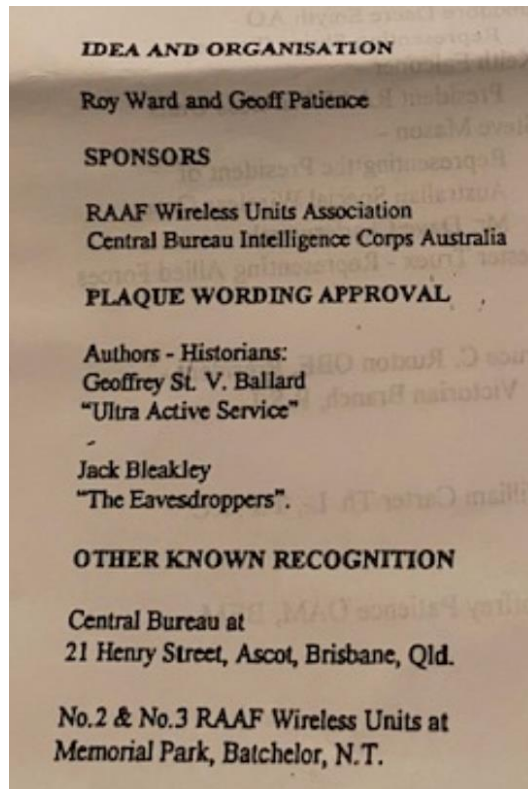 IDEA AND ORGANISATION
Roy Ward and Geoff Patience
SPONSORS
RAAF Wireless Units Association
Central Bureau Intelligence Corps Australia
PLAQUE WORDING APPROVAL
Authors - Historians:
Geoffrey St. V. Ballard
"Ultra Active Service"
Jack Bleakley
"The Eavesdroppers".
OTHER KNOWN RECOGNITION
Central Bureau at
21 Henry Street, Ascot, Brisbane, Qld.
No.2 & No.3 RAAF Wireless Units at
Memorial Park, Batchelor, N.T.